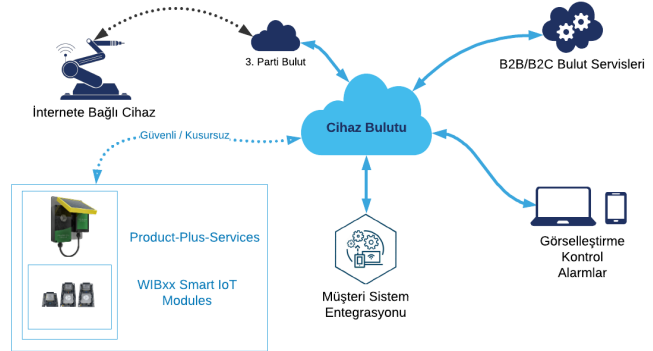 3. Parti Bulut
B2B/B2C Bulut Servisleri
İnternete Bağlı Cihaz
Cihaz Bulutu
Güvenli / Kusursuz
Product-Plus-Services
WIBxx Smart IoT
Modules
Müşteri Sistem
Entegrasyonu
Görselleştirme
Kontrol
Alarmlar